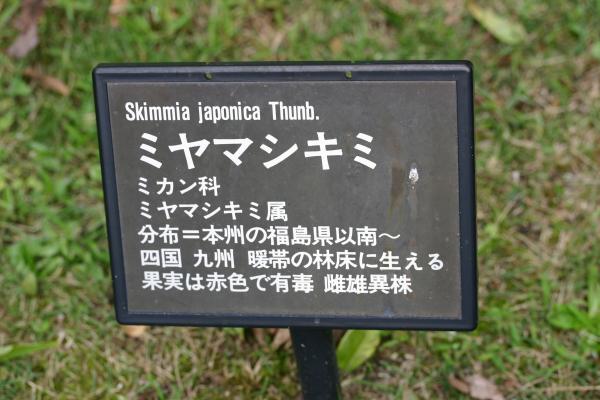 Skimmia japonica Thunb.
ミヤマシキミ
ミカン科
ミヤマシキミ属
分布＝本州の福島県以南〜
四国 九州 暖帯の林床に生える
果実は赤色で有毒 雌雄異株